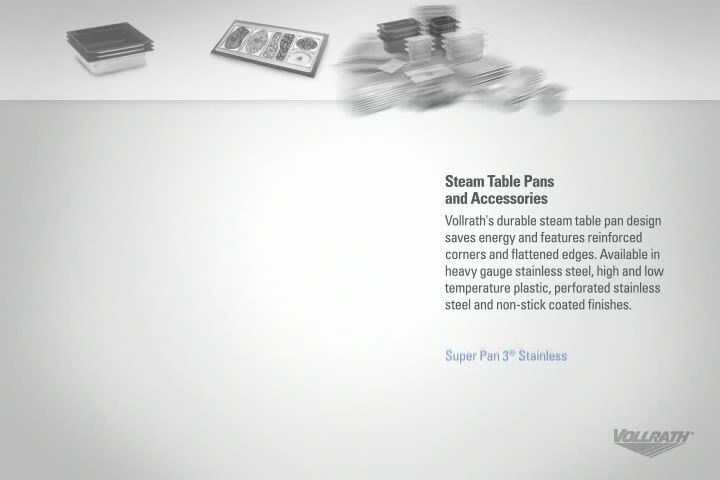 Steam Table Pans
and Accessories
Vollrath's durable steam table pan design
saves energy and features reinforced
corners and flattened edges. Available in
heavy gauge stainless steel, high and low
temperature plastic, perforated stainless
steel and non-stick coated finishes.
Super Pan 3® Stainless
VOLLRATH™